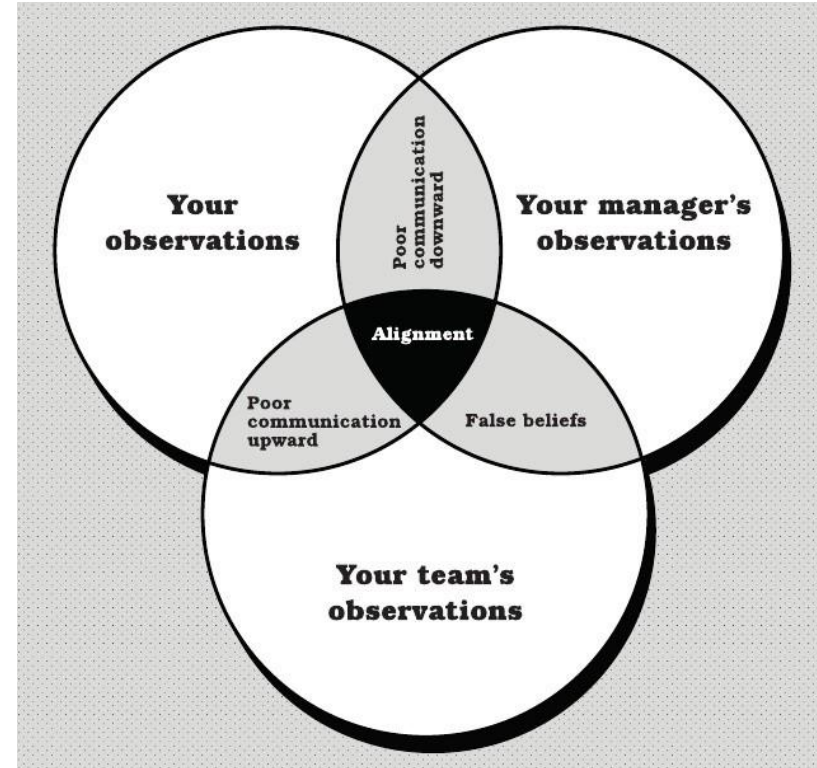 Your
observations
Poor
communication
downward
Your manager’s
observations
Alignment
Poor
communication
upward
False beliefs
Your team’s
observations